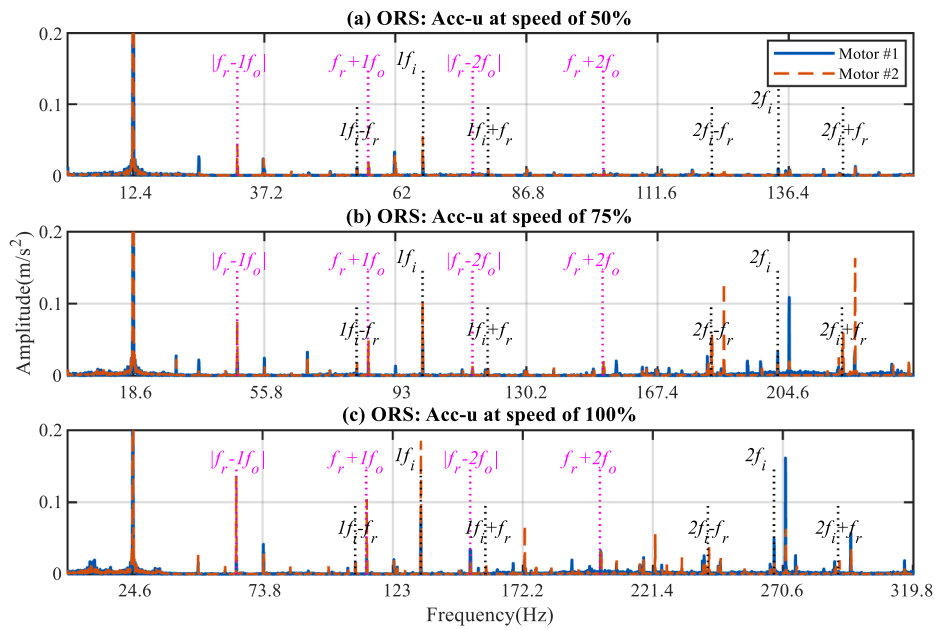 (a) ORS: Acc-u at speed of 50%
0.2
|fr-1fo|
fr+1fo
1fi
|fr-2fo|
fr+2fo
Motor #1
Motor #2
0.1
2fi
1fi-fr
1fi+fr
2fi-fr
2fi+fr
0
12.4 37.2 62 86.8 111.6 136.4
(b) ORS: Acc-u at speed of 75%
0.2
|fr-1fo|
fr+1fo
1fi
|fr-2fo|
fr+2fo
2fi
0.1
1fi-fr
1fi+fr
2fi-fr
2fi+fr
0
18.6 55.8 93 130.2 167.4 204.6
Amplitude(m/s²)
(c) ORS: Acc-u at speed of 100%
0.2
|fr-1fo|
fr+1fo
1fi
|fr-2fo|
fr+2fo
2fi
0.1
1fi-fr
1fi+fr
2fi-fr
2fi+fr
0
24.6 73.8 123 172.2 221.4 270.6 319.8
Frequency(Hz)